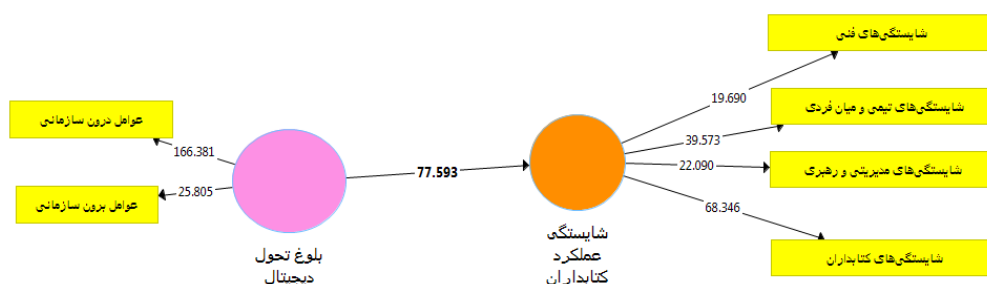 شایستگی‌های فنی
19.690
عوامل درون سازمانی
166.381
شایستگی‌های تیمی و میان فردی
39.573
77.593
22.090
شایستگی‌های مدیریتی و رهبری
25.805
عوامل برون سازمانی
68.346
شایستگی
عملکرد
کتابداران
بلوغ تحول
دیجیتال
شایستگی‌های کتابداران